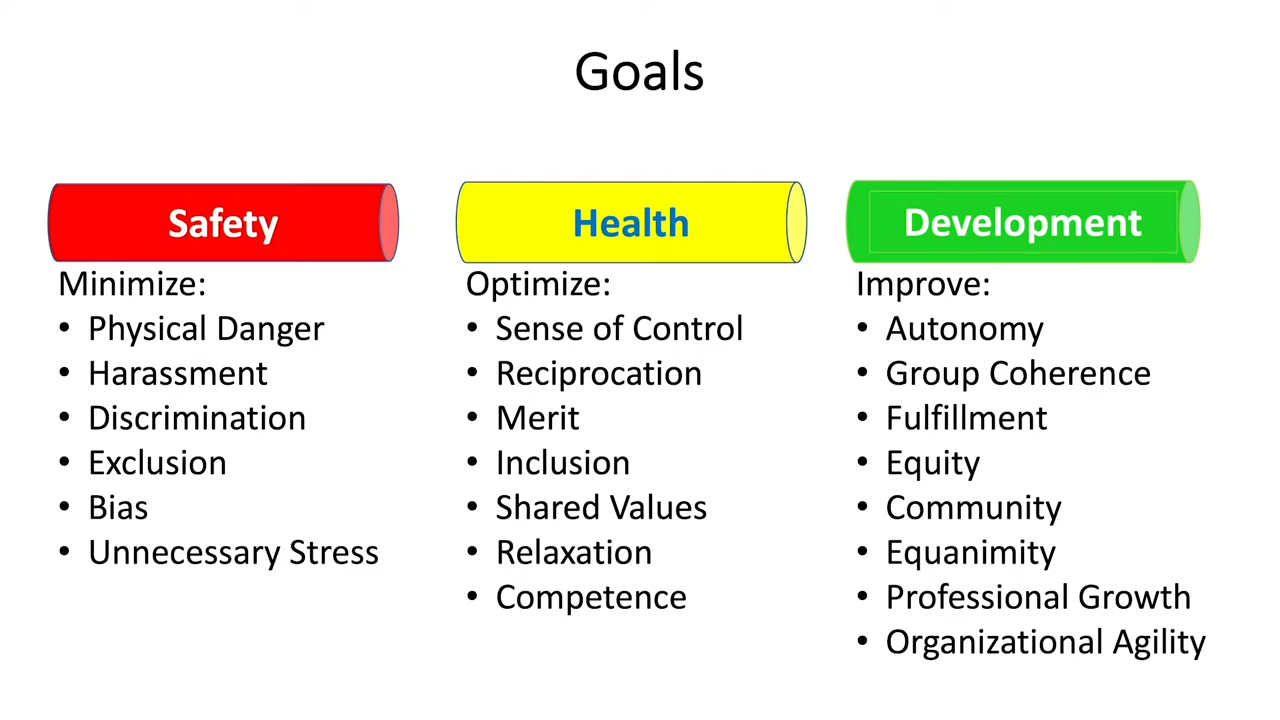 Goals
Safety
Minimize:
• Physical Danger
• Harassment
• Discrimination
• Exclusion
• Bias
• Unnecessary Stress
Health
Optimize:
• Sense of Control
• Reciprocation
• Merit
• Inclusion
• Shared Values
• Relaxation
• Competence
Development
Improve:
• Autonomy
• Group Coherence
• Fulfillment
• Equity
• Community
• Equanimity
• Professional Growth
• Organizational Agility